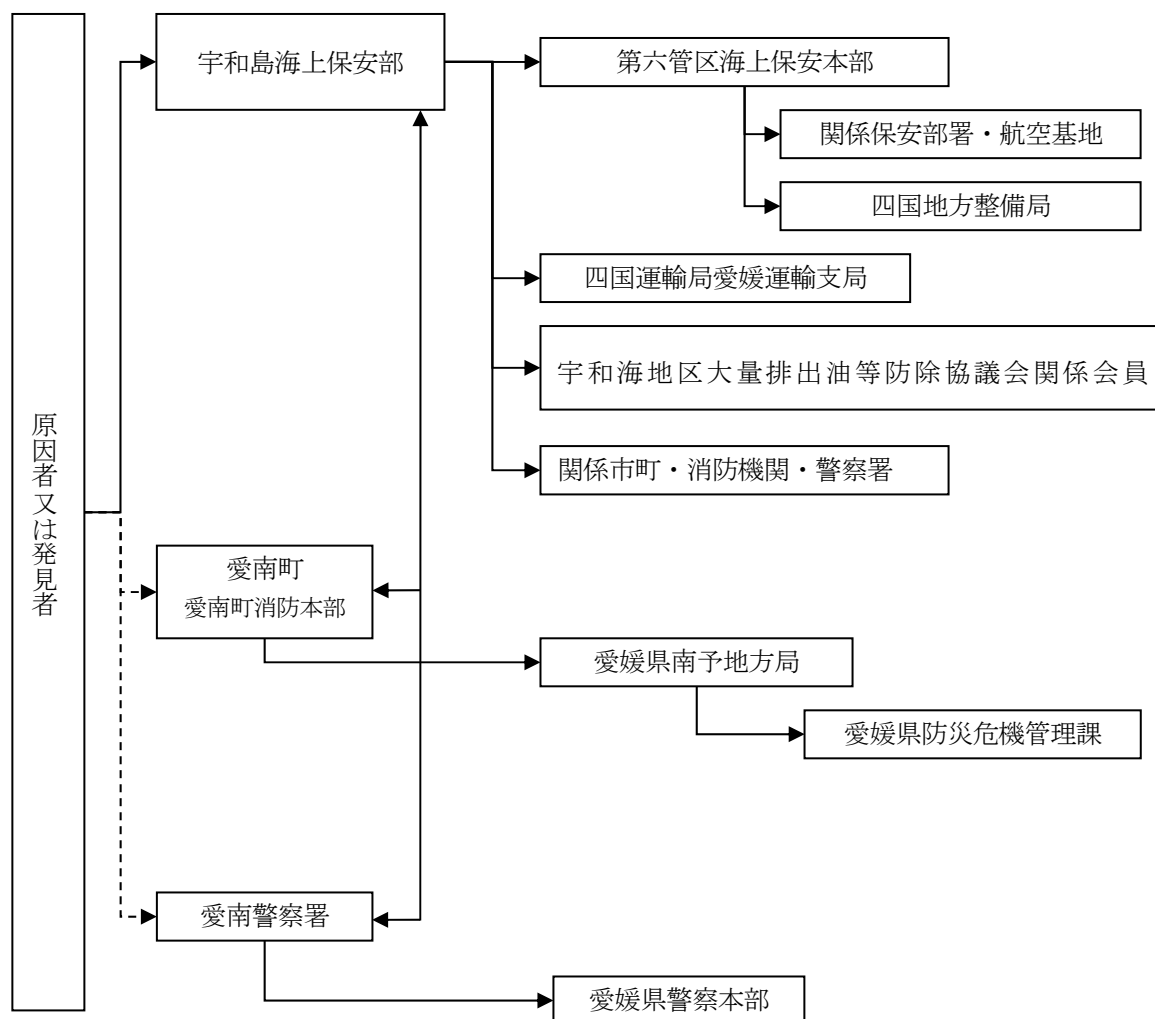 宇和島海上保安部
第六管区海上保安本部
関係保安部署・航空基地
四国地方整備局
四国運輸局愛媛運輸支局
宇和海地区大量排出油等防除協議会関係会員
関係市町・消防機関・警察署
原因者又は発見者
愛南町
愛南町消防本部
愛媛県南予地方局
愛媛県防災危機管理課
愛南警察署
愛媛県警察本部